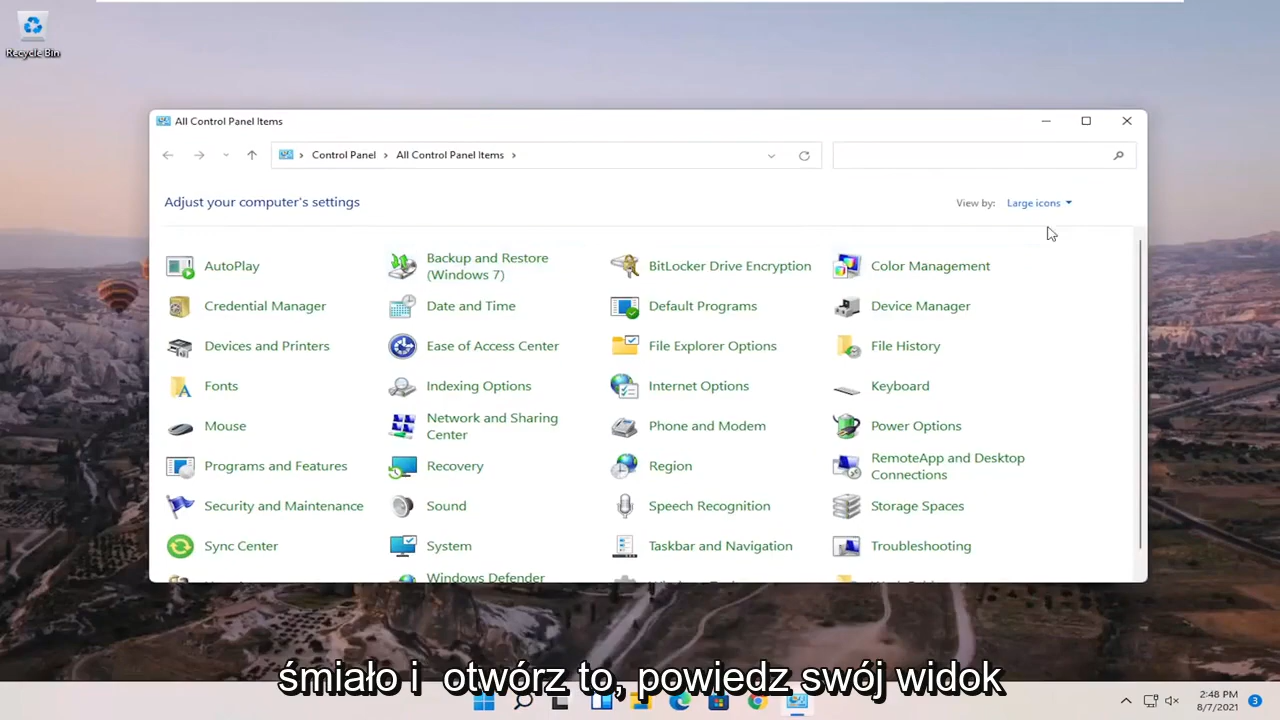 Recycle Bin
All Control Panel Items
Control Panel > All Control Panel Items >
Adjust your computer's settings
View by: Large icons
AutoPlay
Backup and Restore
(Windows 7)
BitLocker Drive Encryption
Color Management
Credential Manager
Date and Time
Default Programs
Device Manager
Devices and Printers
Ease of Access Center
File Explorer Options
File History
Fonts
Indexing Options
Internet Options
Keyboard
Mouse
Network and Sharing
Center
Phone and Modem
Power Options
Programs and Features
Recovery
Region
RemoteApp and Desktop
Connections
Security and Maintenance
Sound
Speech Recognition
Storage Spaces
Sync Center
System
Taskbar and Navigation
Troubleshooting
Windows Defender
śmiało i otwórz to, powiedz swój widok
2:48 PM
8/7/2021
3